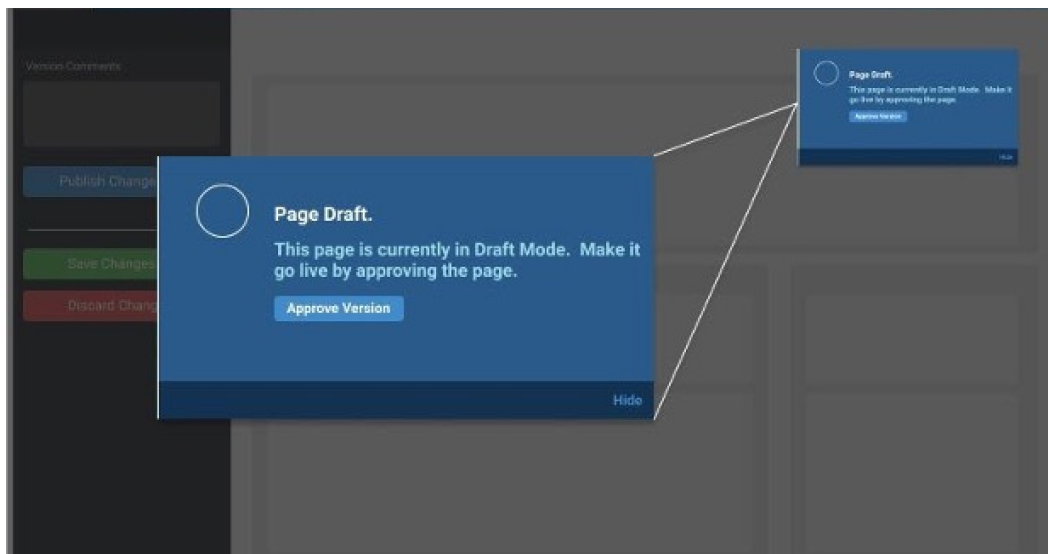 Version Comments
Publish Change
Save Changes
Discard Chang
Page Draft.
This page is currently in Draft Mode. Make it
go live by approving the page.
Approve Version
Hide
Page Draft.
This page is currently in Draft Mode. Make it
go live by approving the page.
Approve Version
Hide